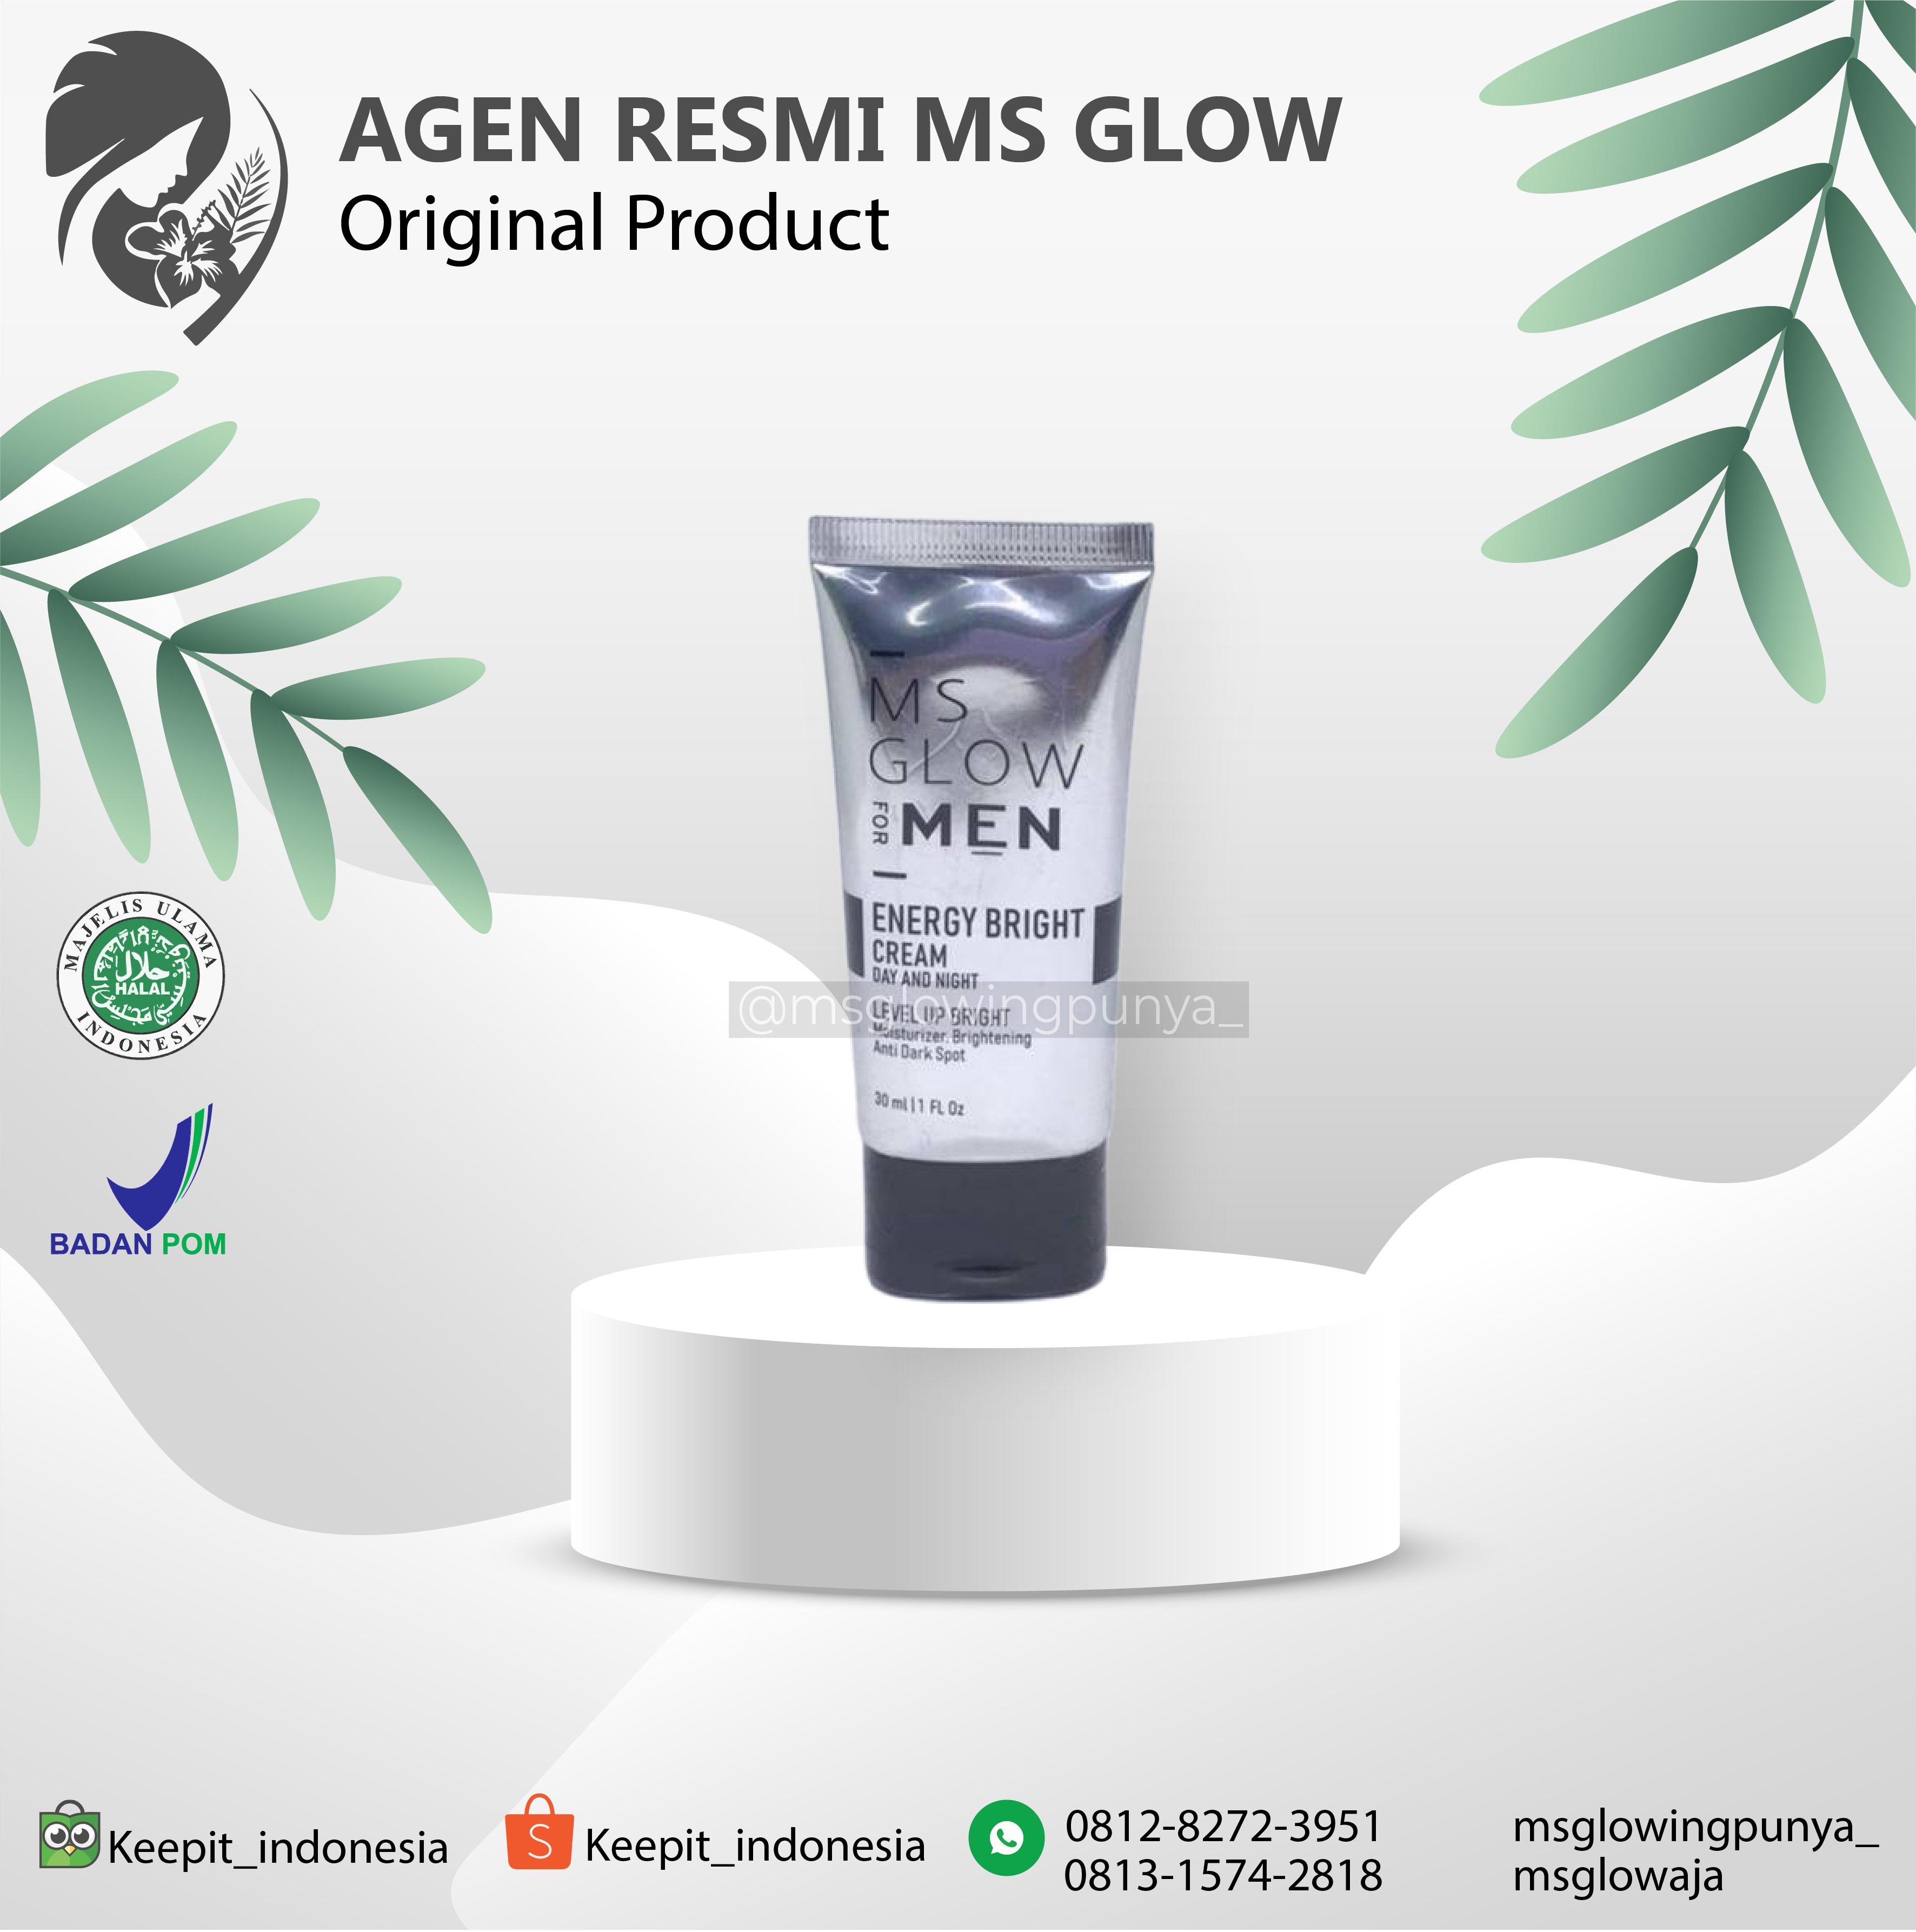 AGEN RESMI MS GLOW
Original Product
MS
GLOW
FOR MEN
ENERGY BRIGHT
CREAM
DAY AND NIGHT
LEVEL UP BRIGHT
Moisturizer. Brightening
Anti Dark Spot
30 ml | 1 FL Oz
@msglowingpunya_
MAJELIS ULAMA
حلال
HALAL
INDONESIA
BADAN POM
Keepit_indonesia
Keepit_indonesia
0812-8272-3951
0813-1574-2818
msglowingpunya_
msglowaja